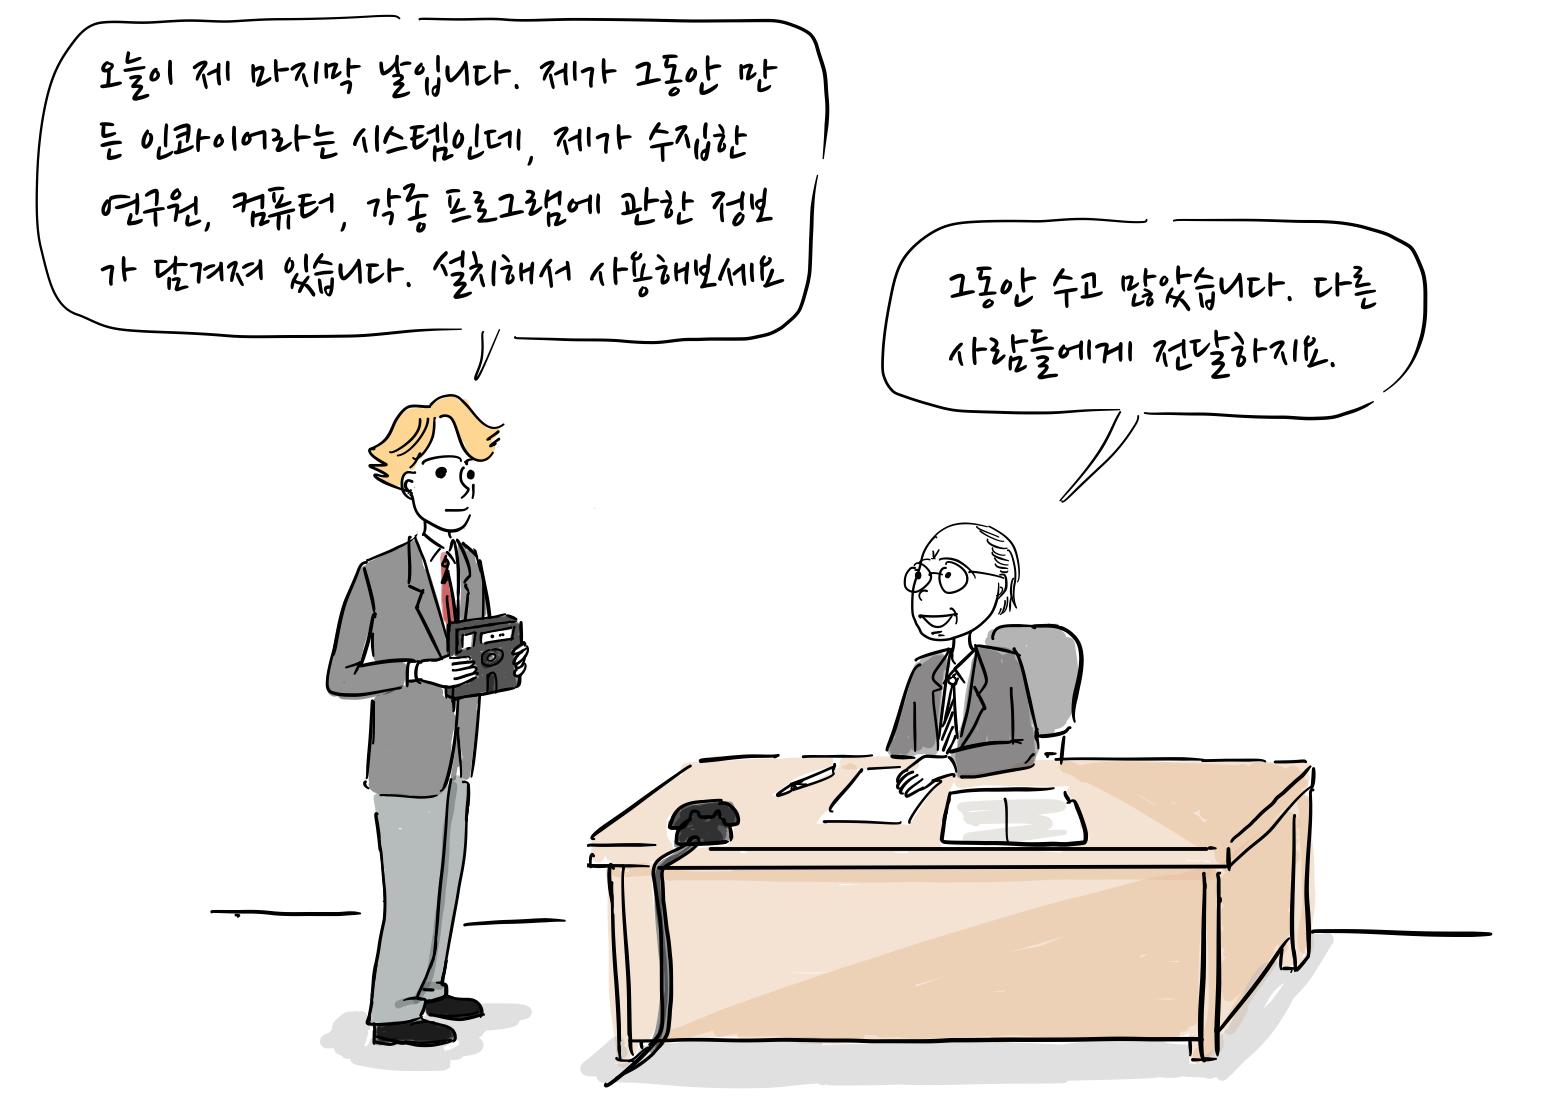 오늘이 제 마지막 날입니다. 제가 그동안 만
든 인콰이어라는 시스템인데, 제가 수집한
연구원, 컴퓨터, 각종 프로그램에 관한 정보
가 담겨져 있습니다. 설치해서 사용해보세요
그동안 수고 많았습니다. 다른
사람들에게 전달하지요.